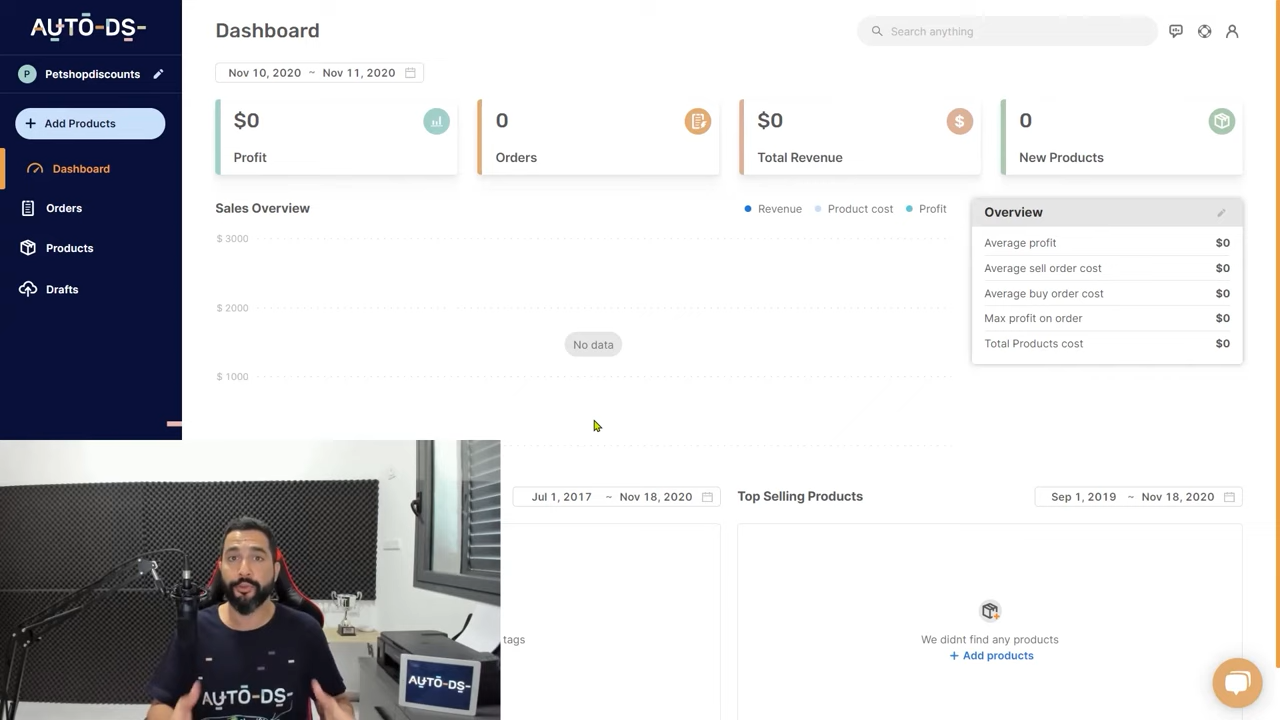 AUTO-DS-
Dashboard
Search anything
P Petshopdiscounts
Nov 10, 2020 ~ Nov 11, 2020
+ Add Products
Dashboard
Orders
Products
Drafts
$0
Profit
0
Orders
$0
$
Total Revenue
0
New Products
Sales Overview
Revenue Product cost Profit
$ 3000
$ 2000
$ 1000
No data
Overview
Average profit $0
Average sell order cost $0
Average buy order cost $0
Max profit on order $0
Total Products cost $0
Jul 1, 2017 ~ Nov 18, 2020
Top Selling Products
Sep 1, 2019 ~ Nov 18, 2020
tags
We didnt find any products
+ Add products
AUTO-DS-
AUTO-DS-